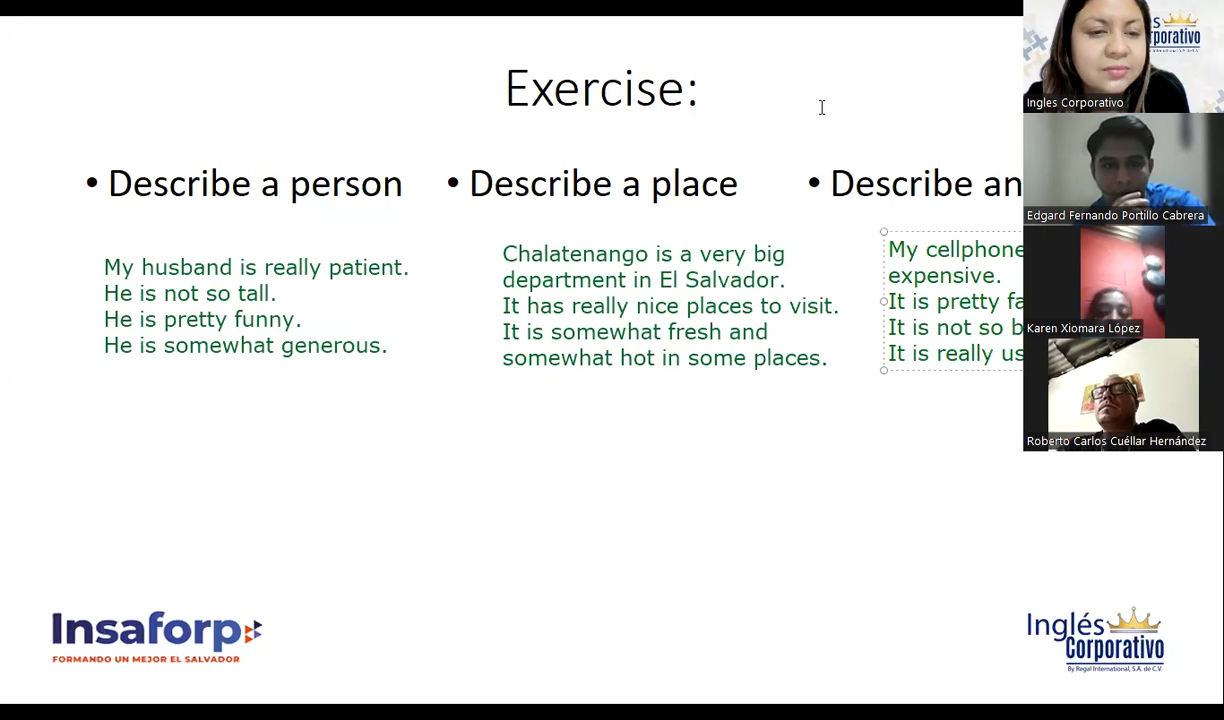 Exercise:
• Describe a person
My husband is really patient.
He is not so tall.
He is pretty funny.
He is somewhat generous.
• Describe a place
Chalatenango is a very big
department in El Salvador.
It has really nice places to visit.
It is somewhat fresh and
somewhat hot in some places.
• Describe an
My cellphone
expensive.
It is pretty
It is not so
It is really
Ingles Corporativo
Edgard Fernando Portillo Cabrera
Karen Xiomara López
Roberto Carlos Cuéllar Hernández
Insaforp
FORMANDO UN MEJOR EL SALVADOR
Inglés
Corporativo
By Regal International, S.A. de C.V.